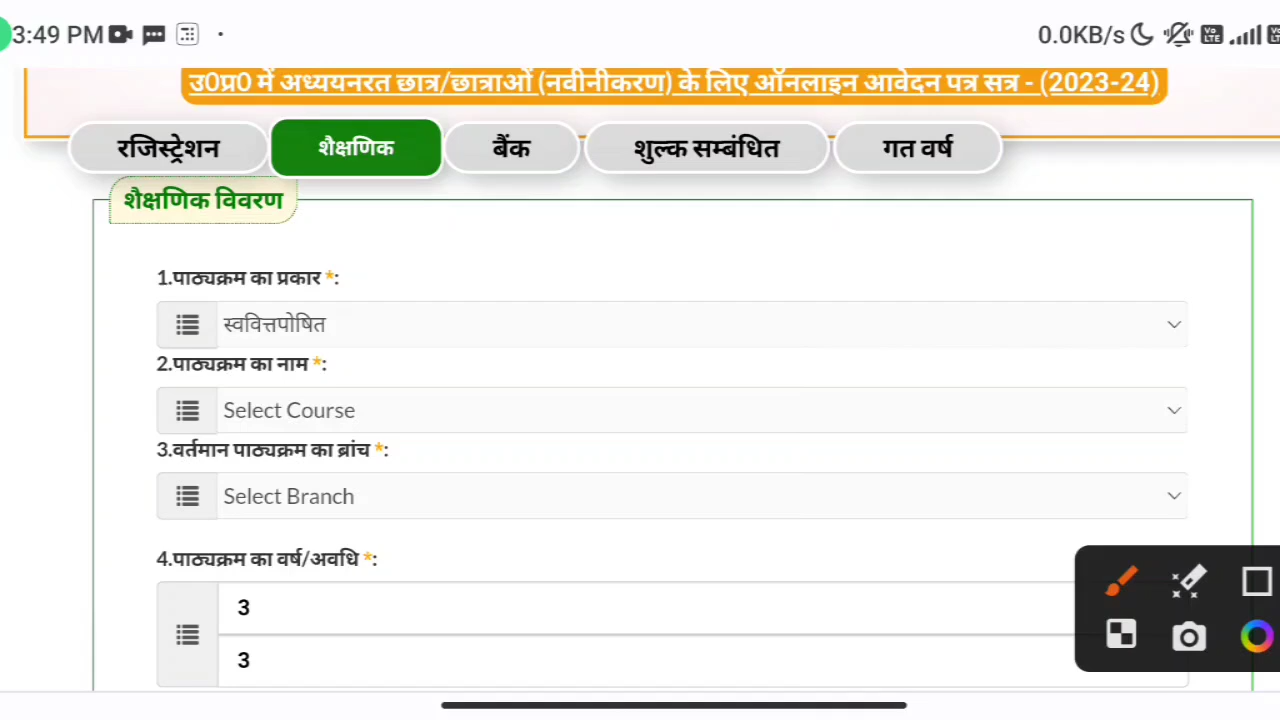 3:49 PM
0.0KB/s
उ0प्र0 में अध्ययनरत छात्र/छात्राओं (नवीनीकरण) के लिए ऑनलाइन आवेदन पत्र सत्र - (2023-24)
रजिस्ट्रेशन शैक्षणिक बैंक शुल्क सम्बंधित गत वर्ष
शैक्षणिक विवरण
1.पाठ्यक्रम का प्रकार *:
स्ववित्तपोषित
2.पाठ्यक्रम का नाम *:
Select Course
3.वर्तमान पाठ्यक्रम का ब्रांच *:
Select Branch
4.पाठ्यक्रम का वर्ष/अवधि *:
3
3